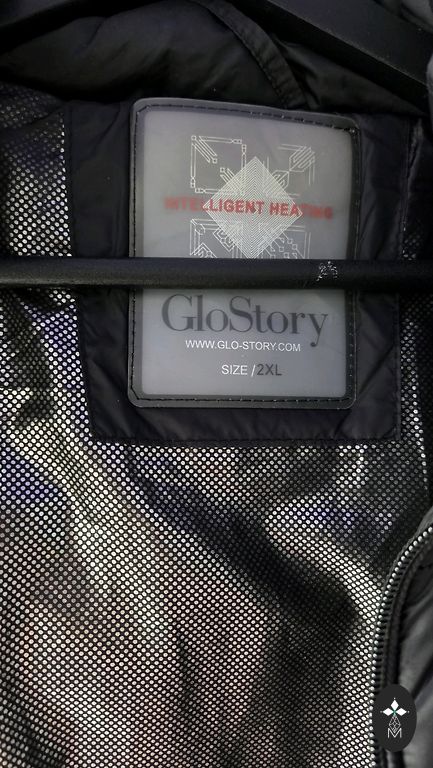 INTELLIGENT HEATING
GloStory
WWW.GLO-STORY.COM
SIZE / 2XL